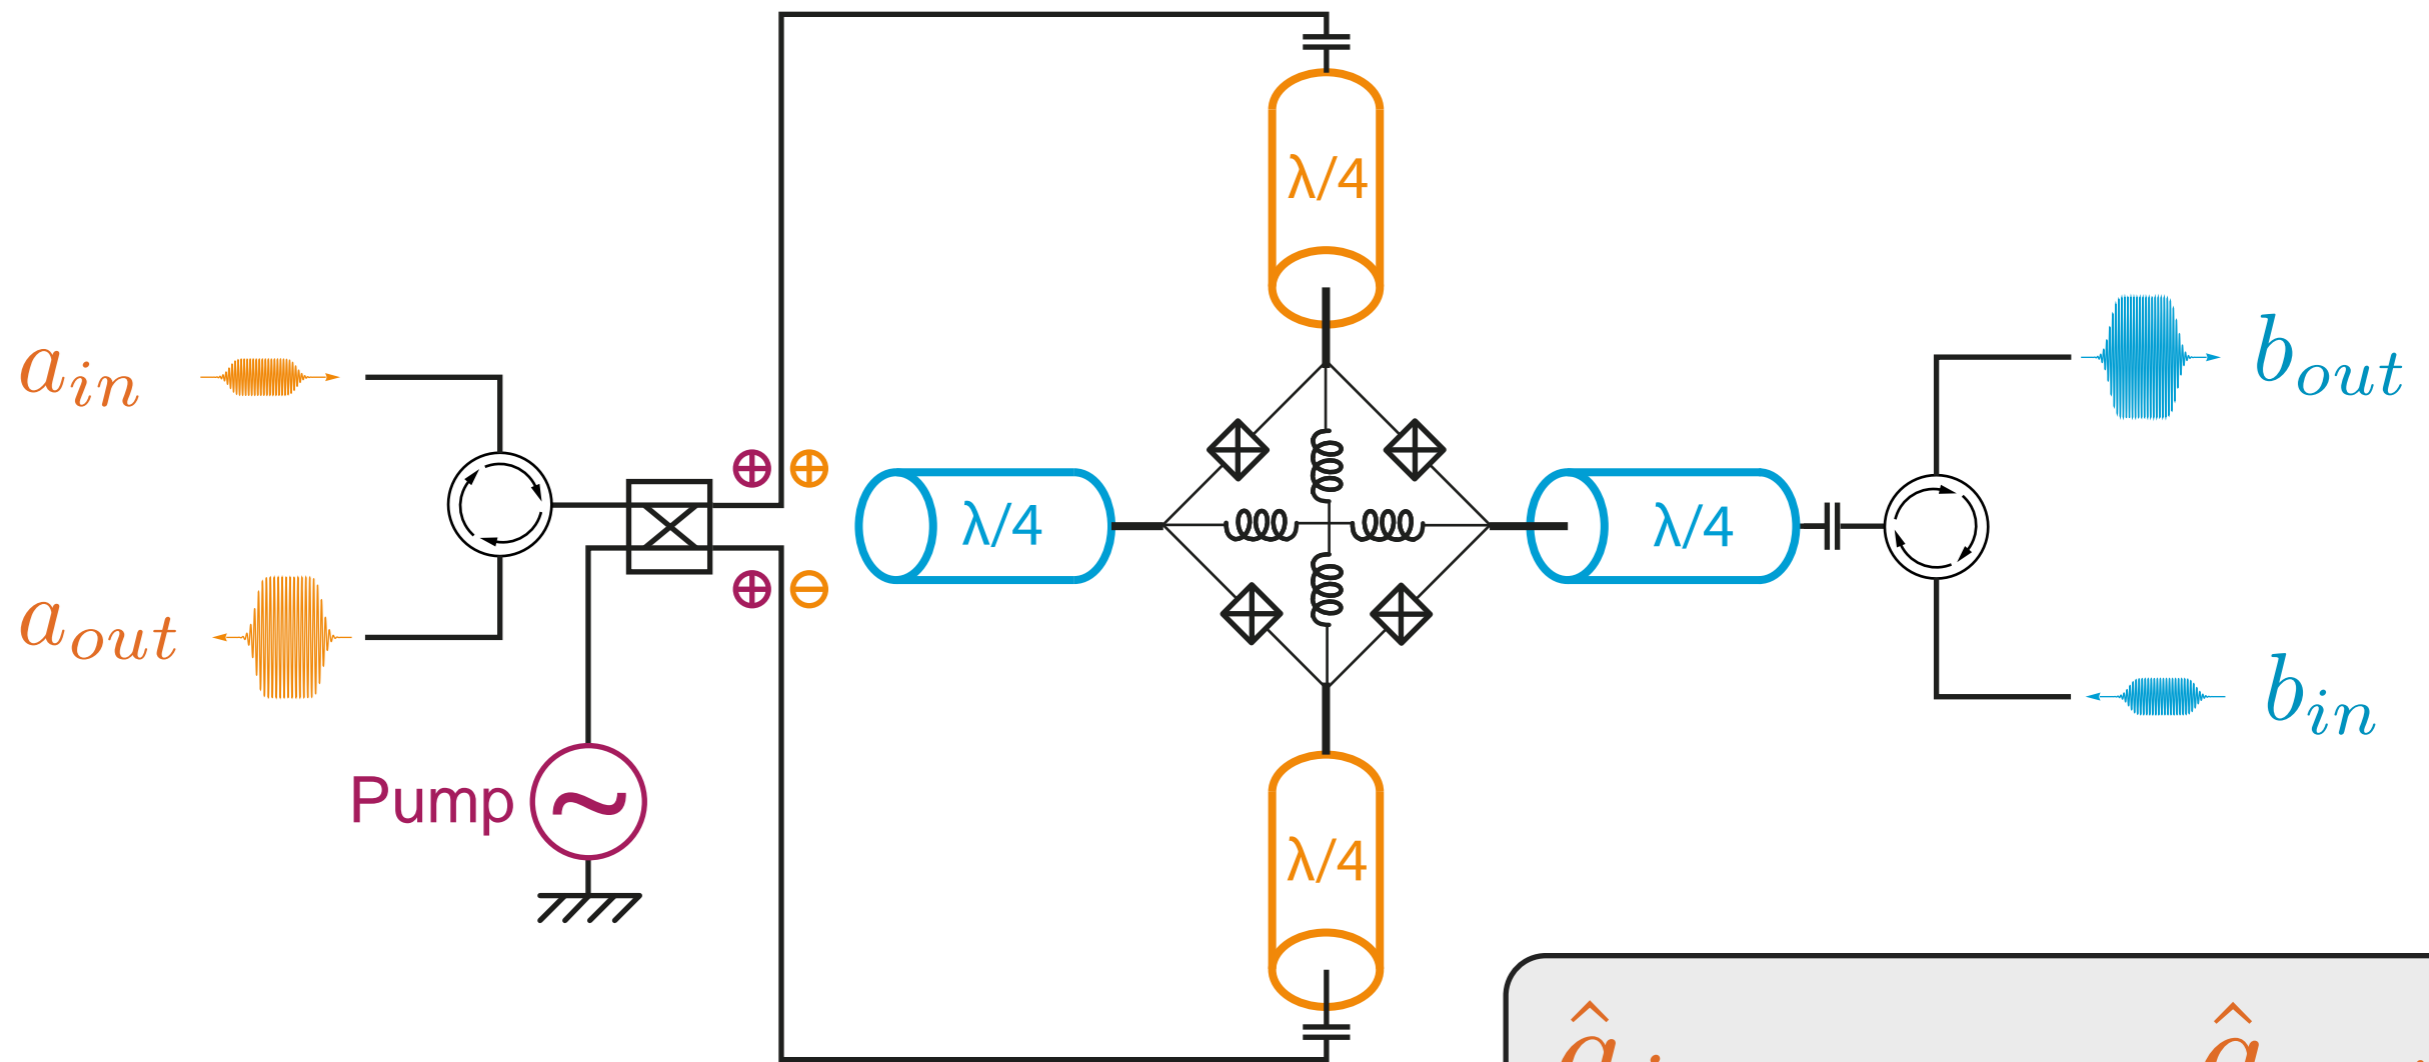 λ/4
a_in
b_out
⊕ ⊕
λ/4
λ/4
⊕ ⊖
a_out
b_in
Pump ~
λ/4